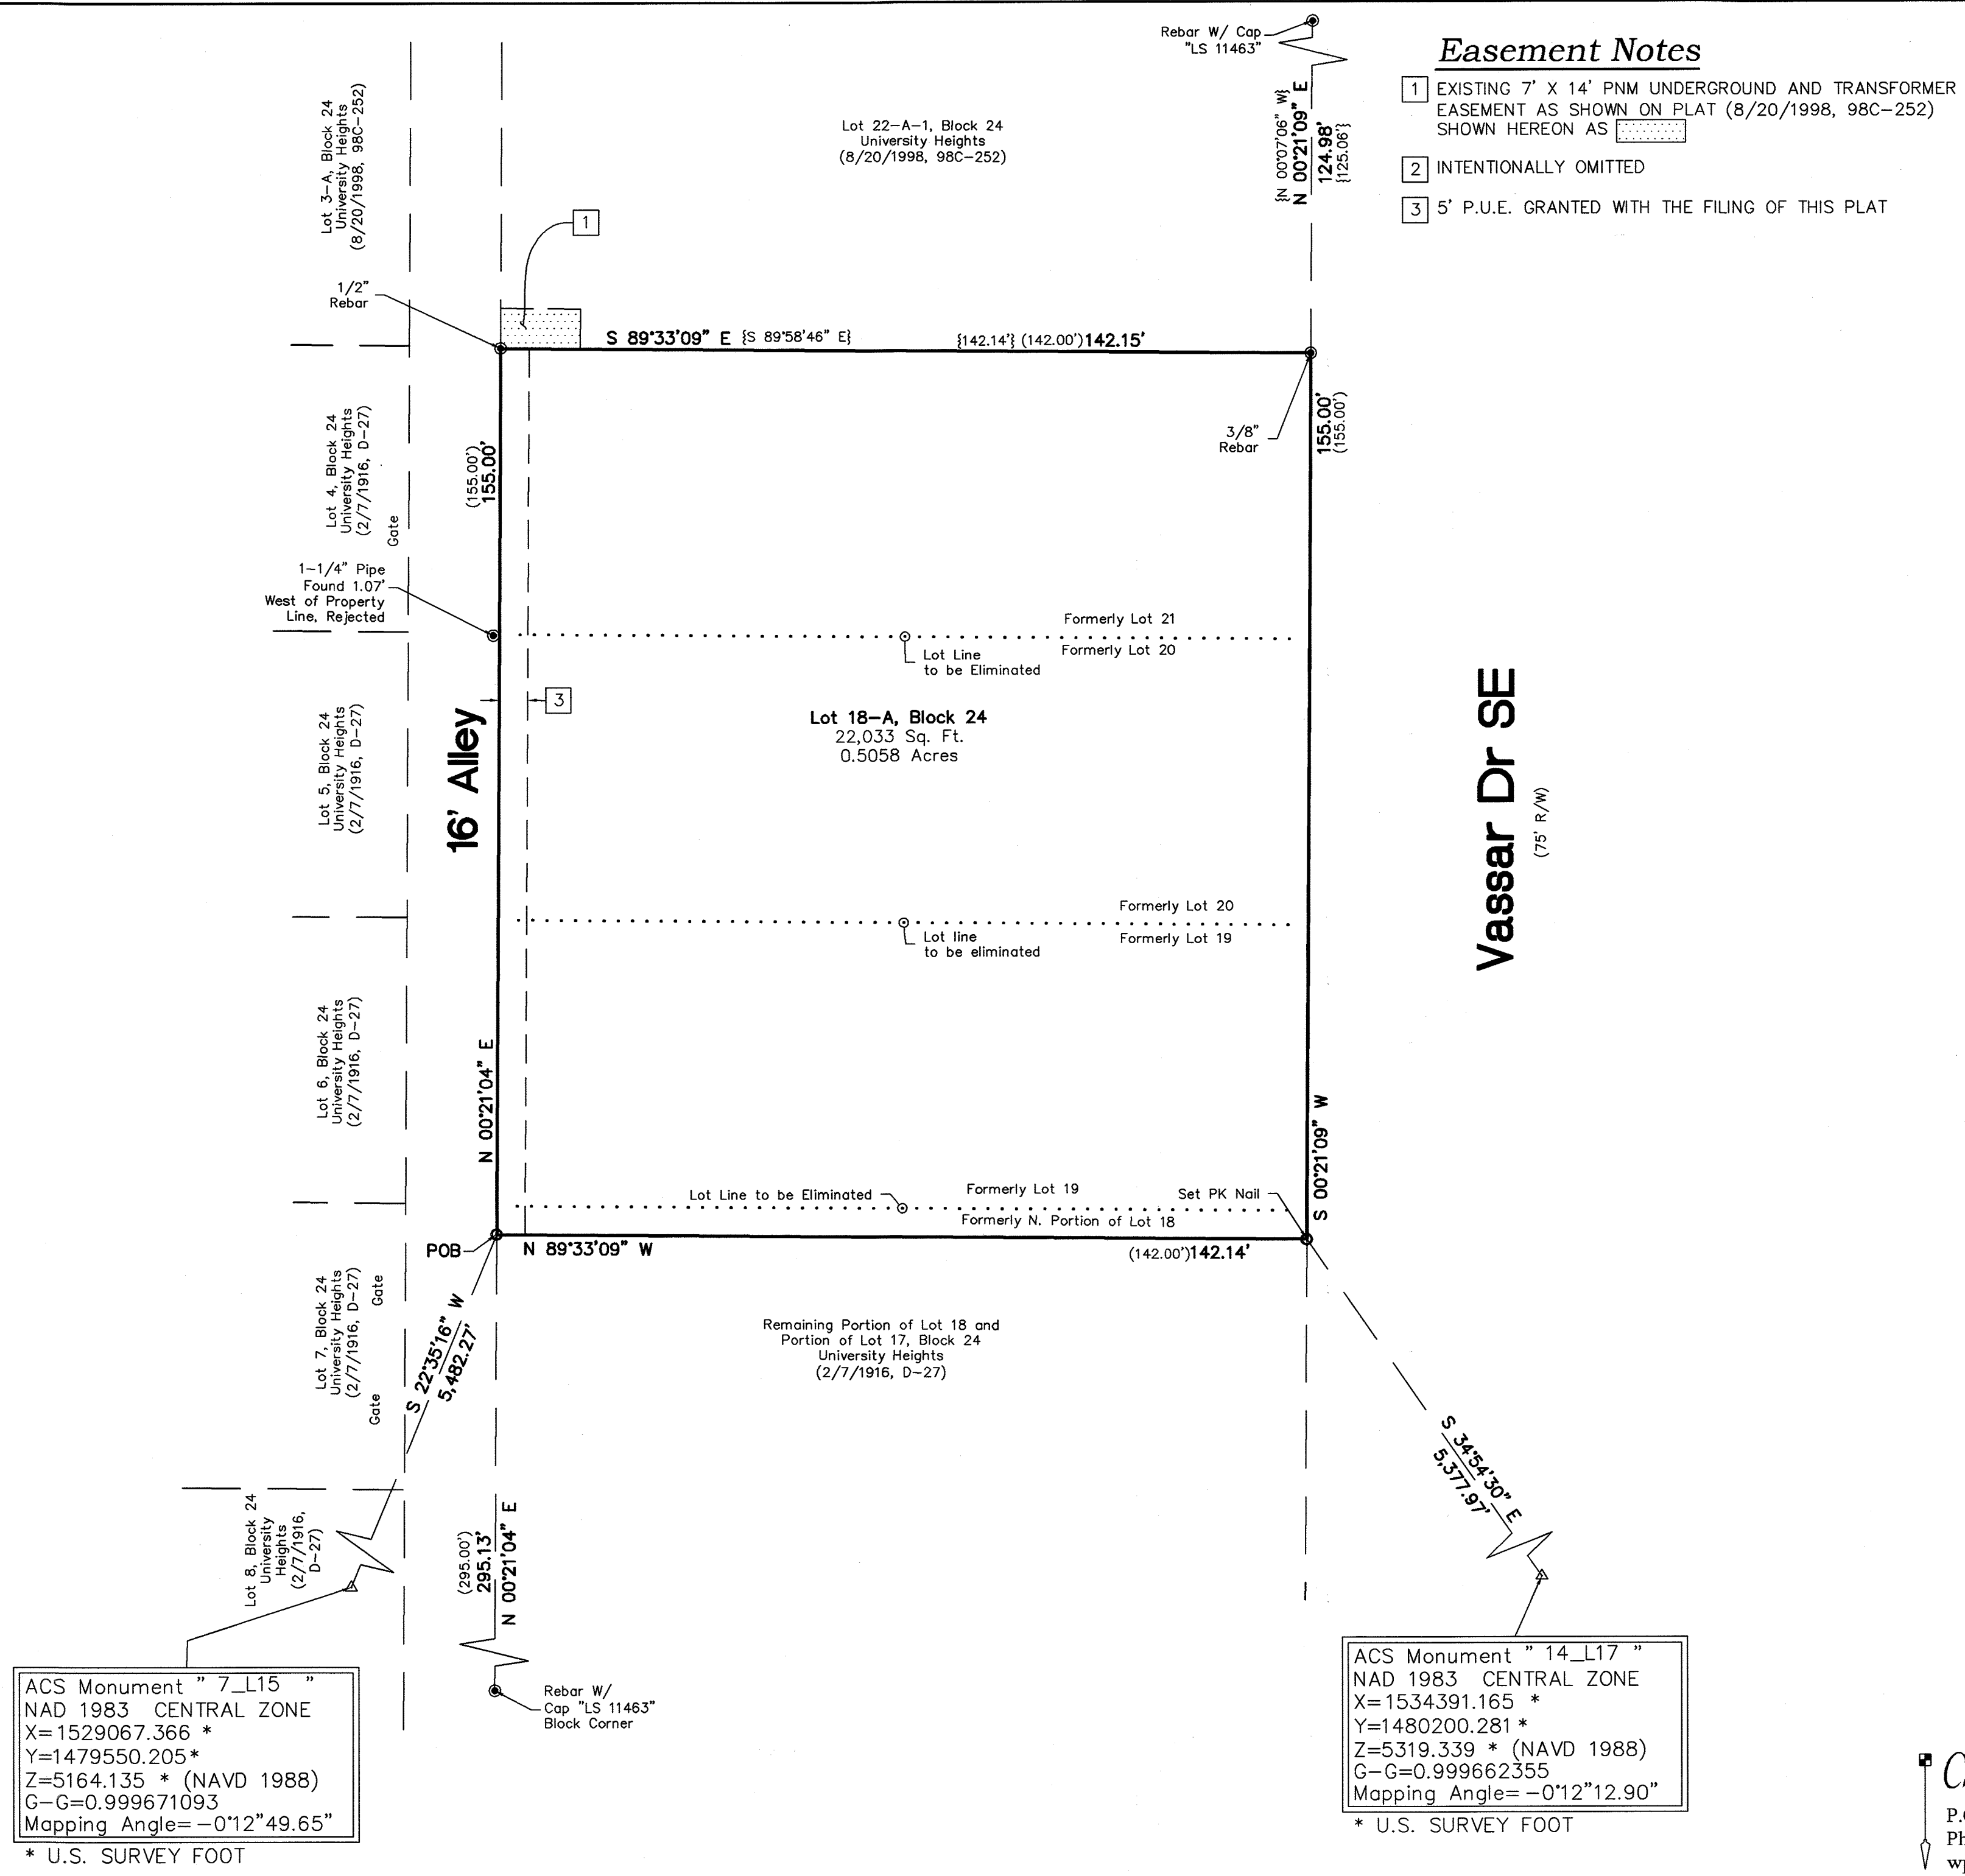 Rebar W/ Cap
"LS 11463"
{N 00°07'06" W}
N 00°21'09" E
124.98'
{125.06'}
Easement Notes
1 EXISTING 7' X 14' PNM UNDERGROUND AND TRANSFORMER
EASEMENT AS SHOWN ON PLAT (8/20/1998, 98C-252)
SHOWN HEREON AS
2 INTENTIONALLY OMITTED
3 5' P.U.E. GRANTED WITH THE FILING OF THIS PLAT
Lot 3-A, Block 24
University Heights
(8/20/1998, 98C-252)
Lot 22-A-1, Block 24
University Heights
(8/20/1998, 98C-252)
1
1/2"
Rebar
S 89°33'09" E {S 89°58'46" E}
{142.14'} (142.00') 142.15'
Lot 4, Block 24
University Heights
(2/7/1916, D-27)
Gate
(155.00')
155.00'
3/8"
Rebar
155.00'
(155.00')
1-1/4" Pipe
Found 1.07'
West of Property
Line, Rejected
Formerly Lot 21
Formerly Lot 20
Lot Line
to be Eliminated
3
Lot 5, Block 24
University Heights
(2/7/1916, D-27)
16' Alley
Lot 18-A, Block 24
22,033 Sq. Ft.
0.5058 Acres
Vassar Dr SE
(75' R/W)
Formerly Lot 20
Formerly Lot 19
Lot line
to be eliminated
Lot 6, Block 24
University Heights
(2/7/1916, D-27)
N 00°21'04" E
S 00°21'09" W
Lot Line to be Eliminated
Formerly Lot 19
Set PK Nail
Formerly N. Portion of Lot 18
POB
N 89°33'09" W
(142.00') 142.14'
Lot 7, Block 24
University Heights
(2/7/1916, D-27)
Gate
Gate
S 22°35'16" W
5,482.27'
Remaining Portion of Lot 18 and
Portion of Lot 17, Block 24
University Heights
(2/7/1916, D-27)
S 34°54'30" E
5,377.97'
Lot 8, Block 24
University
Heights
(2/7/1916,
D-27)
(295.00')
295.13'
N 00°21'04" E
Rebar W/
Cap "LS 11463"
Block Corner
ACS Monument " 7_L15 "
NAD 1983 CENTRAL ZONE
X=1529067.366 *
Y=1479550.205*
Z=5164.135 * (NAVD 1988)
G-G=0.999671093
Mapping Angle= -0°12"49.65"
* U.S. SURVEY FOOT
ACS Monument " 14_L17 "
NAD 1983 CENTRAL ZONE
X=1534391.165 *
Y=1480200.281 *
Z=5319.339 * (NAVD 1988)
G-G=0.999662355
Mapping Angle= -0°12"12.90"
* U.S. SURVEY FOOT